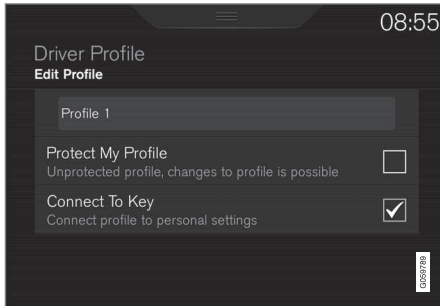 08:55
Driver Profile
Edit Profile
Profile 1
Protect My Profile
Unprotected profile, changes to profile is possible
Connect To Key
Connect profile to personal settings
G059789